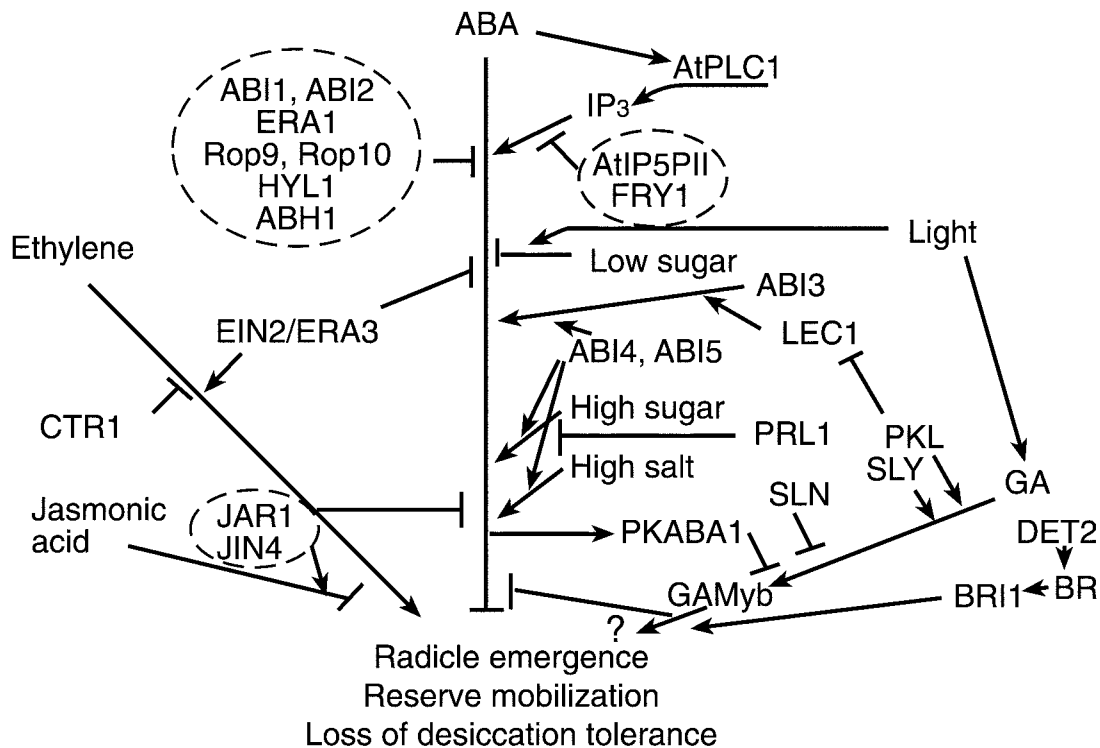 ABA
AtPLC1
ABI1, ABI2
ERA1
Rop9, Rop10
HYL1
ABH1
IP3
AtIP5PII
FRY1
Ethylene
Light
Low sugar
ABI3
EIN2/ERA3
LEC1
ABI4, ABI5
CTR1
High sugar
PRL1
PKL
SLY
High salt
GA
SLN
Jasmonic
acid
JAR1
JIN4
PKABA1
DET2
GAMyb
BRI1
BR
?
Radicle emergence
Reserve mobilization
Loss of desiccation tolerance